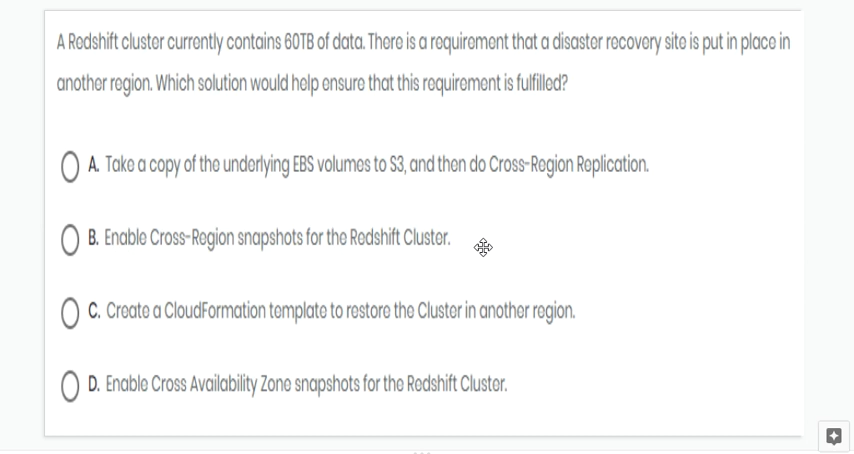 A Redshift cluster currently contains 60TB of data. There is a requirement that a disaster recovery site is put in place in
another region. Which solution would help ensure that this requirement is fulfilled?
A. Take a copy of the underlying EBS volumes to S3, and then do Cross-Region Replication.
B. Enable Cross-Region snapshots for the Redshift Cluster.
C. Create a CloudFormation template to restore the Cluster in another region.
D. Enable Cross Availability Zone snapshots for the Redshift Cluster.